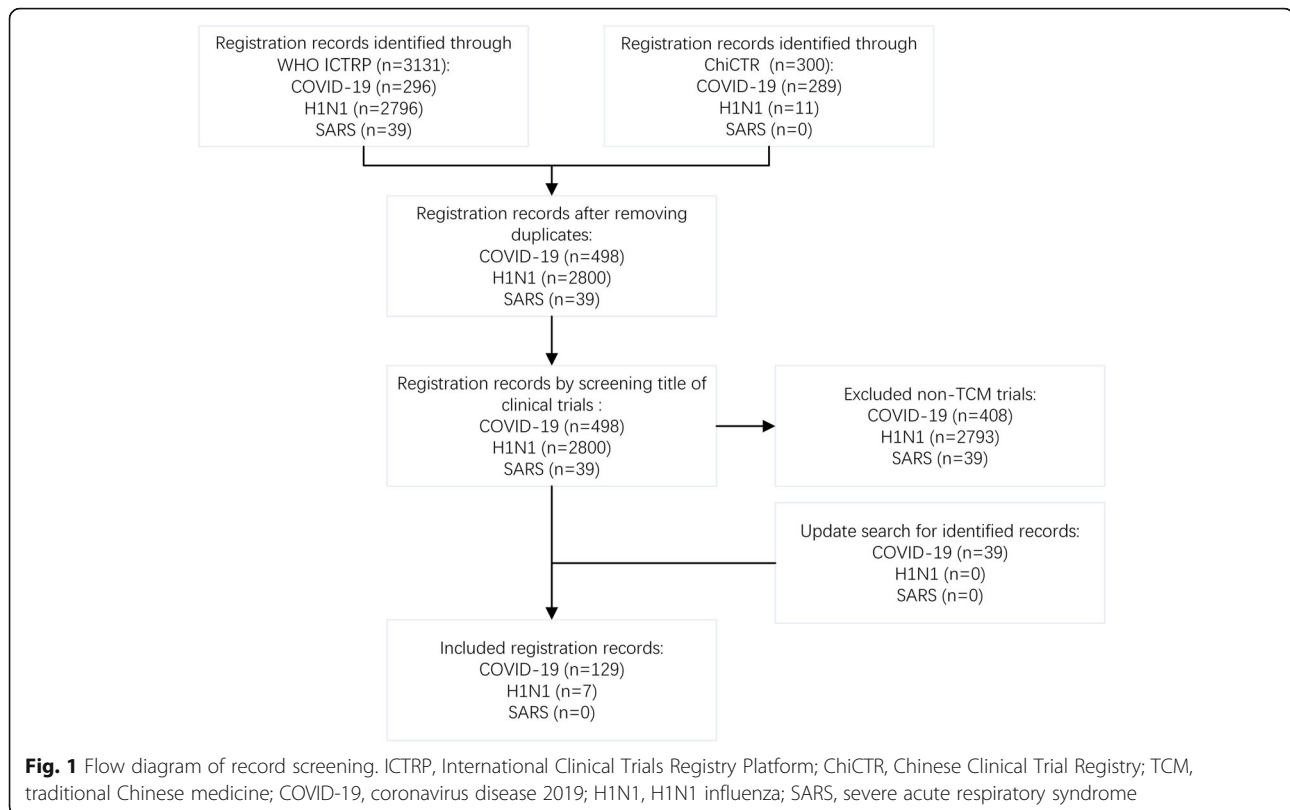 Registration records identified through
WHO ICTRP (n=3131):
COVID-19 (n=296)
H1N1 (n=2796)
SARS (n=39)
Registration records identified through
ChiCTR (n=300):
COVID-19 (n=289)
H1N1 (n=11)
SARS (n=0)
Registration records after removing
duplicates:
COVID-19 (n=498)
H1N1 (n=2800)
SARS (n=39)
Registration records by screening title of
clinical trials :
COVID-19 (n=498)
H1N1 (n=2800)
SARS (n=39)
Excluded non-TCM trials:
COVID-19 (n=408)
H1N1 (n=2793)
SARS (n=39)
Update search for identified records:
COVID-19 (n=39)
H1N1 (n=0)
SARS (n=0)
Included registration records:
COVID-19 (n=129)
H1N1 (n=7)
SARS (n=0)
Fig. 1 Flow diagram of record screening. ICTRP, International Clinical Trials Registry Platform; ChiCTR, Chinese Clinical Trial Registry; TCM,
traditional Chinese medicine; COVID-19, coronavirus disease 2019; H1N1, H1N1 influenza; SARS, severe acute respiratory syndrome